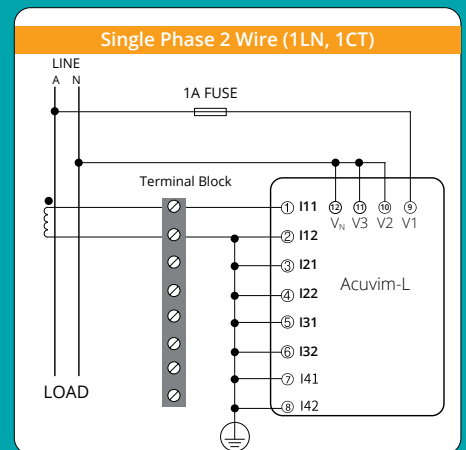 Single Phase 2 Wire (1LN, 1CT)
LINE
A N
1A FUSE
Terminal Block
1 I11
12 11 10 9
VN V3 V2 V1
2 I12
3 I21
Acuvim-L
4 I22
5 I31
6 I32
7 I41
8 I42
LOAD